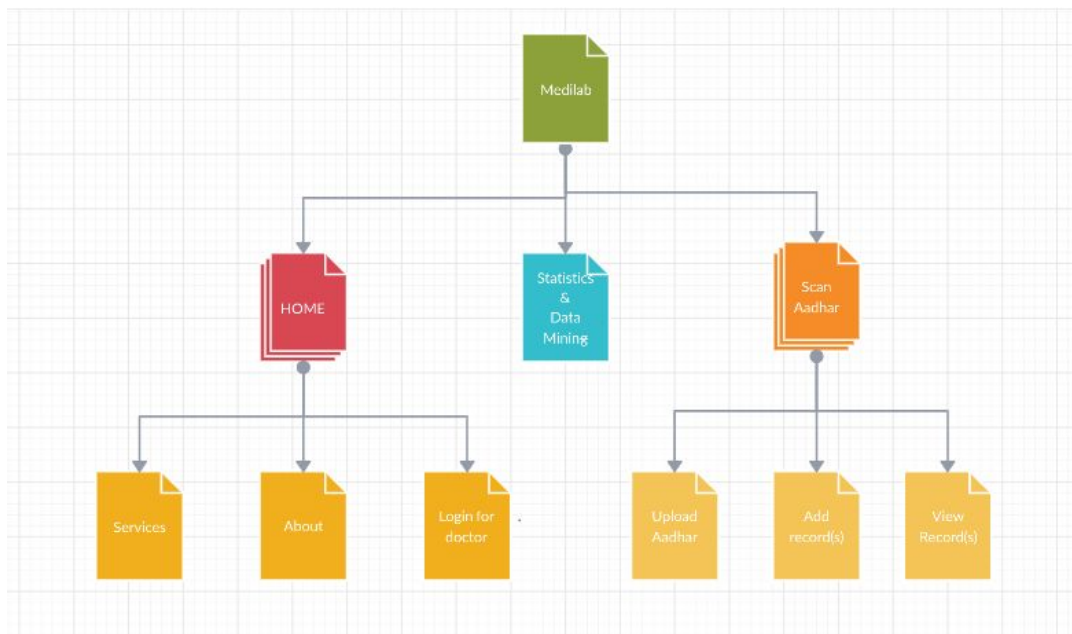 Medilab
HOME
Statistics
&
Data
Mining
Scan
Aadhar
Services
About
Login for
doctor
Upload
Aadhar
Add
record(s)
View
Record(s)